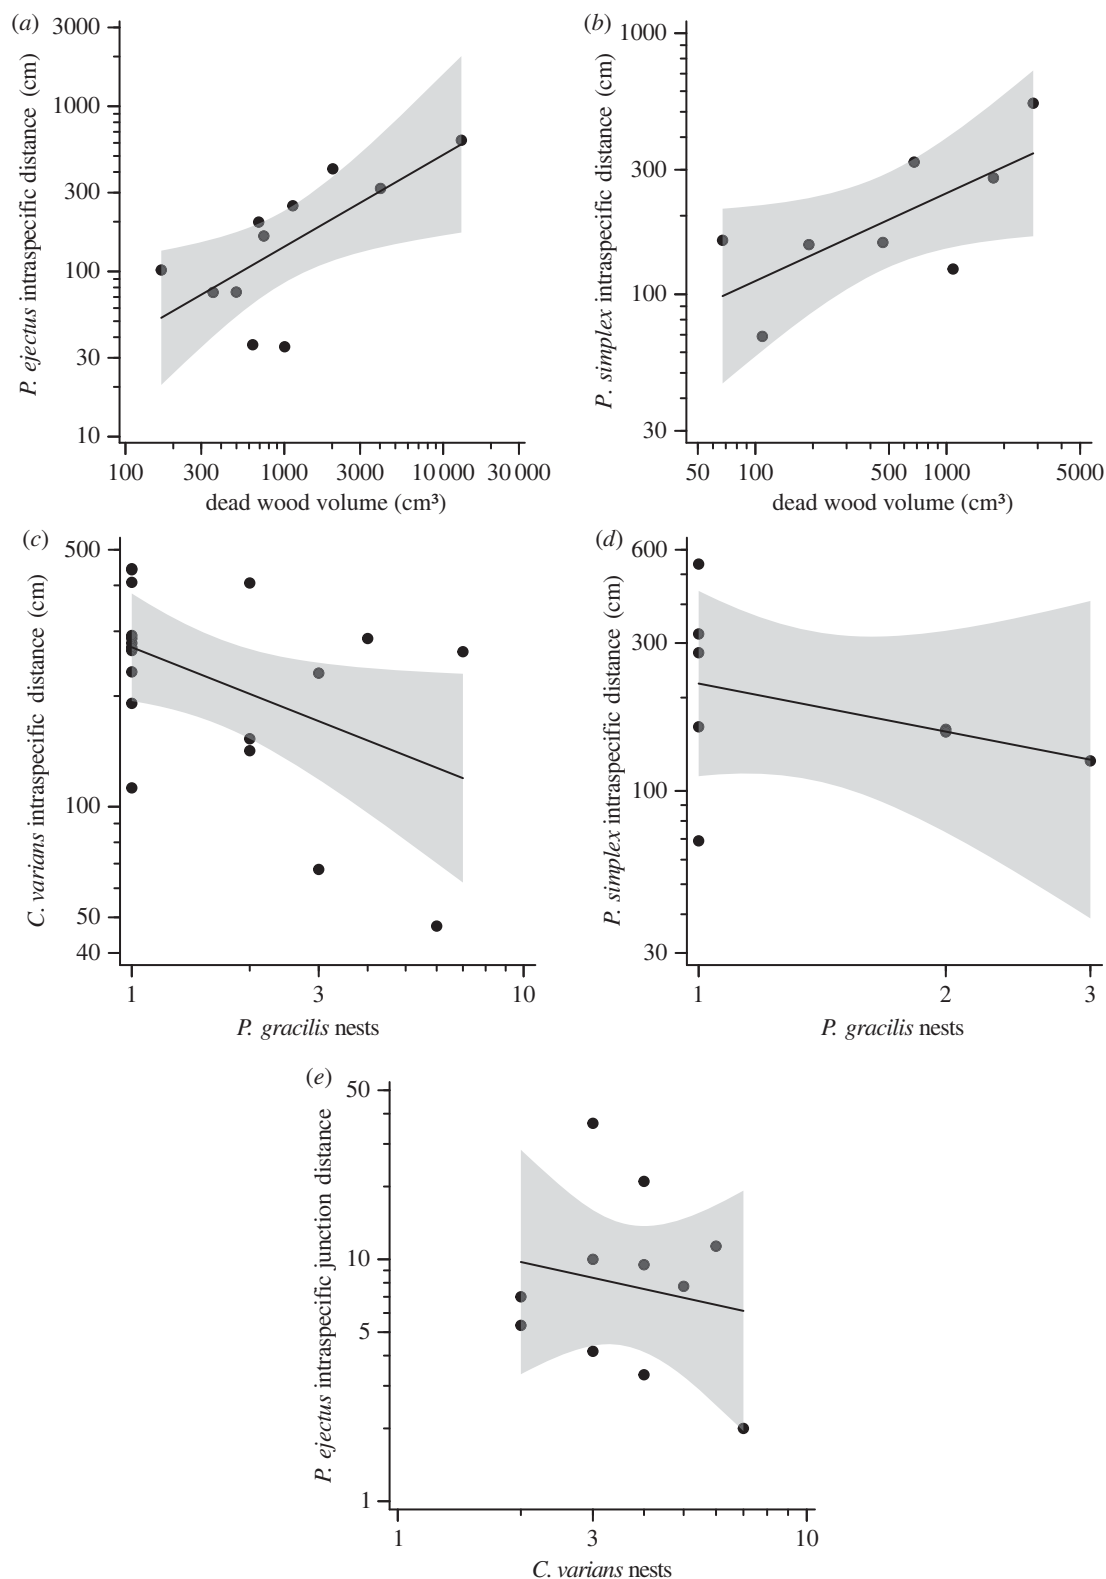 (a)
3000
1000
300
100
30
10
P. ejectus intraspecific distance (cm)
100 300 1000 3000 10 000 30 000
dead wood volume (cm³)
(b)
1000
300
100
30
P. simplex intraspecific distance (cm)
50 100 500 1000 5000
dead wood volume (cm³)
(c)
500
100
50
40
C. varians intraspecific distance (cm)
1 3 10
P. gracilis nests
(d)
600
300
100
30
P. simplex intraspecific distance (cm)
1 2 3
P. gracilis nests
(e)
50
10
5
1
P. ejectus intraspecific junction distance
1 3 10
C. varians nests